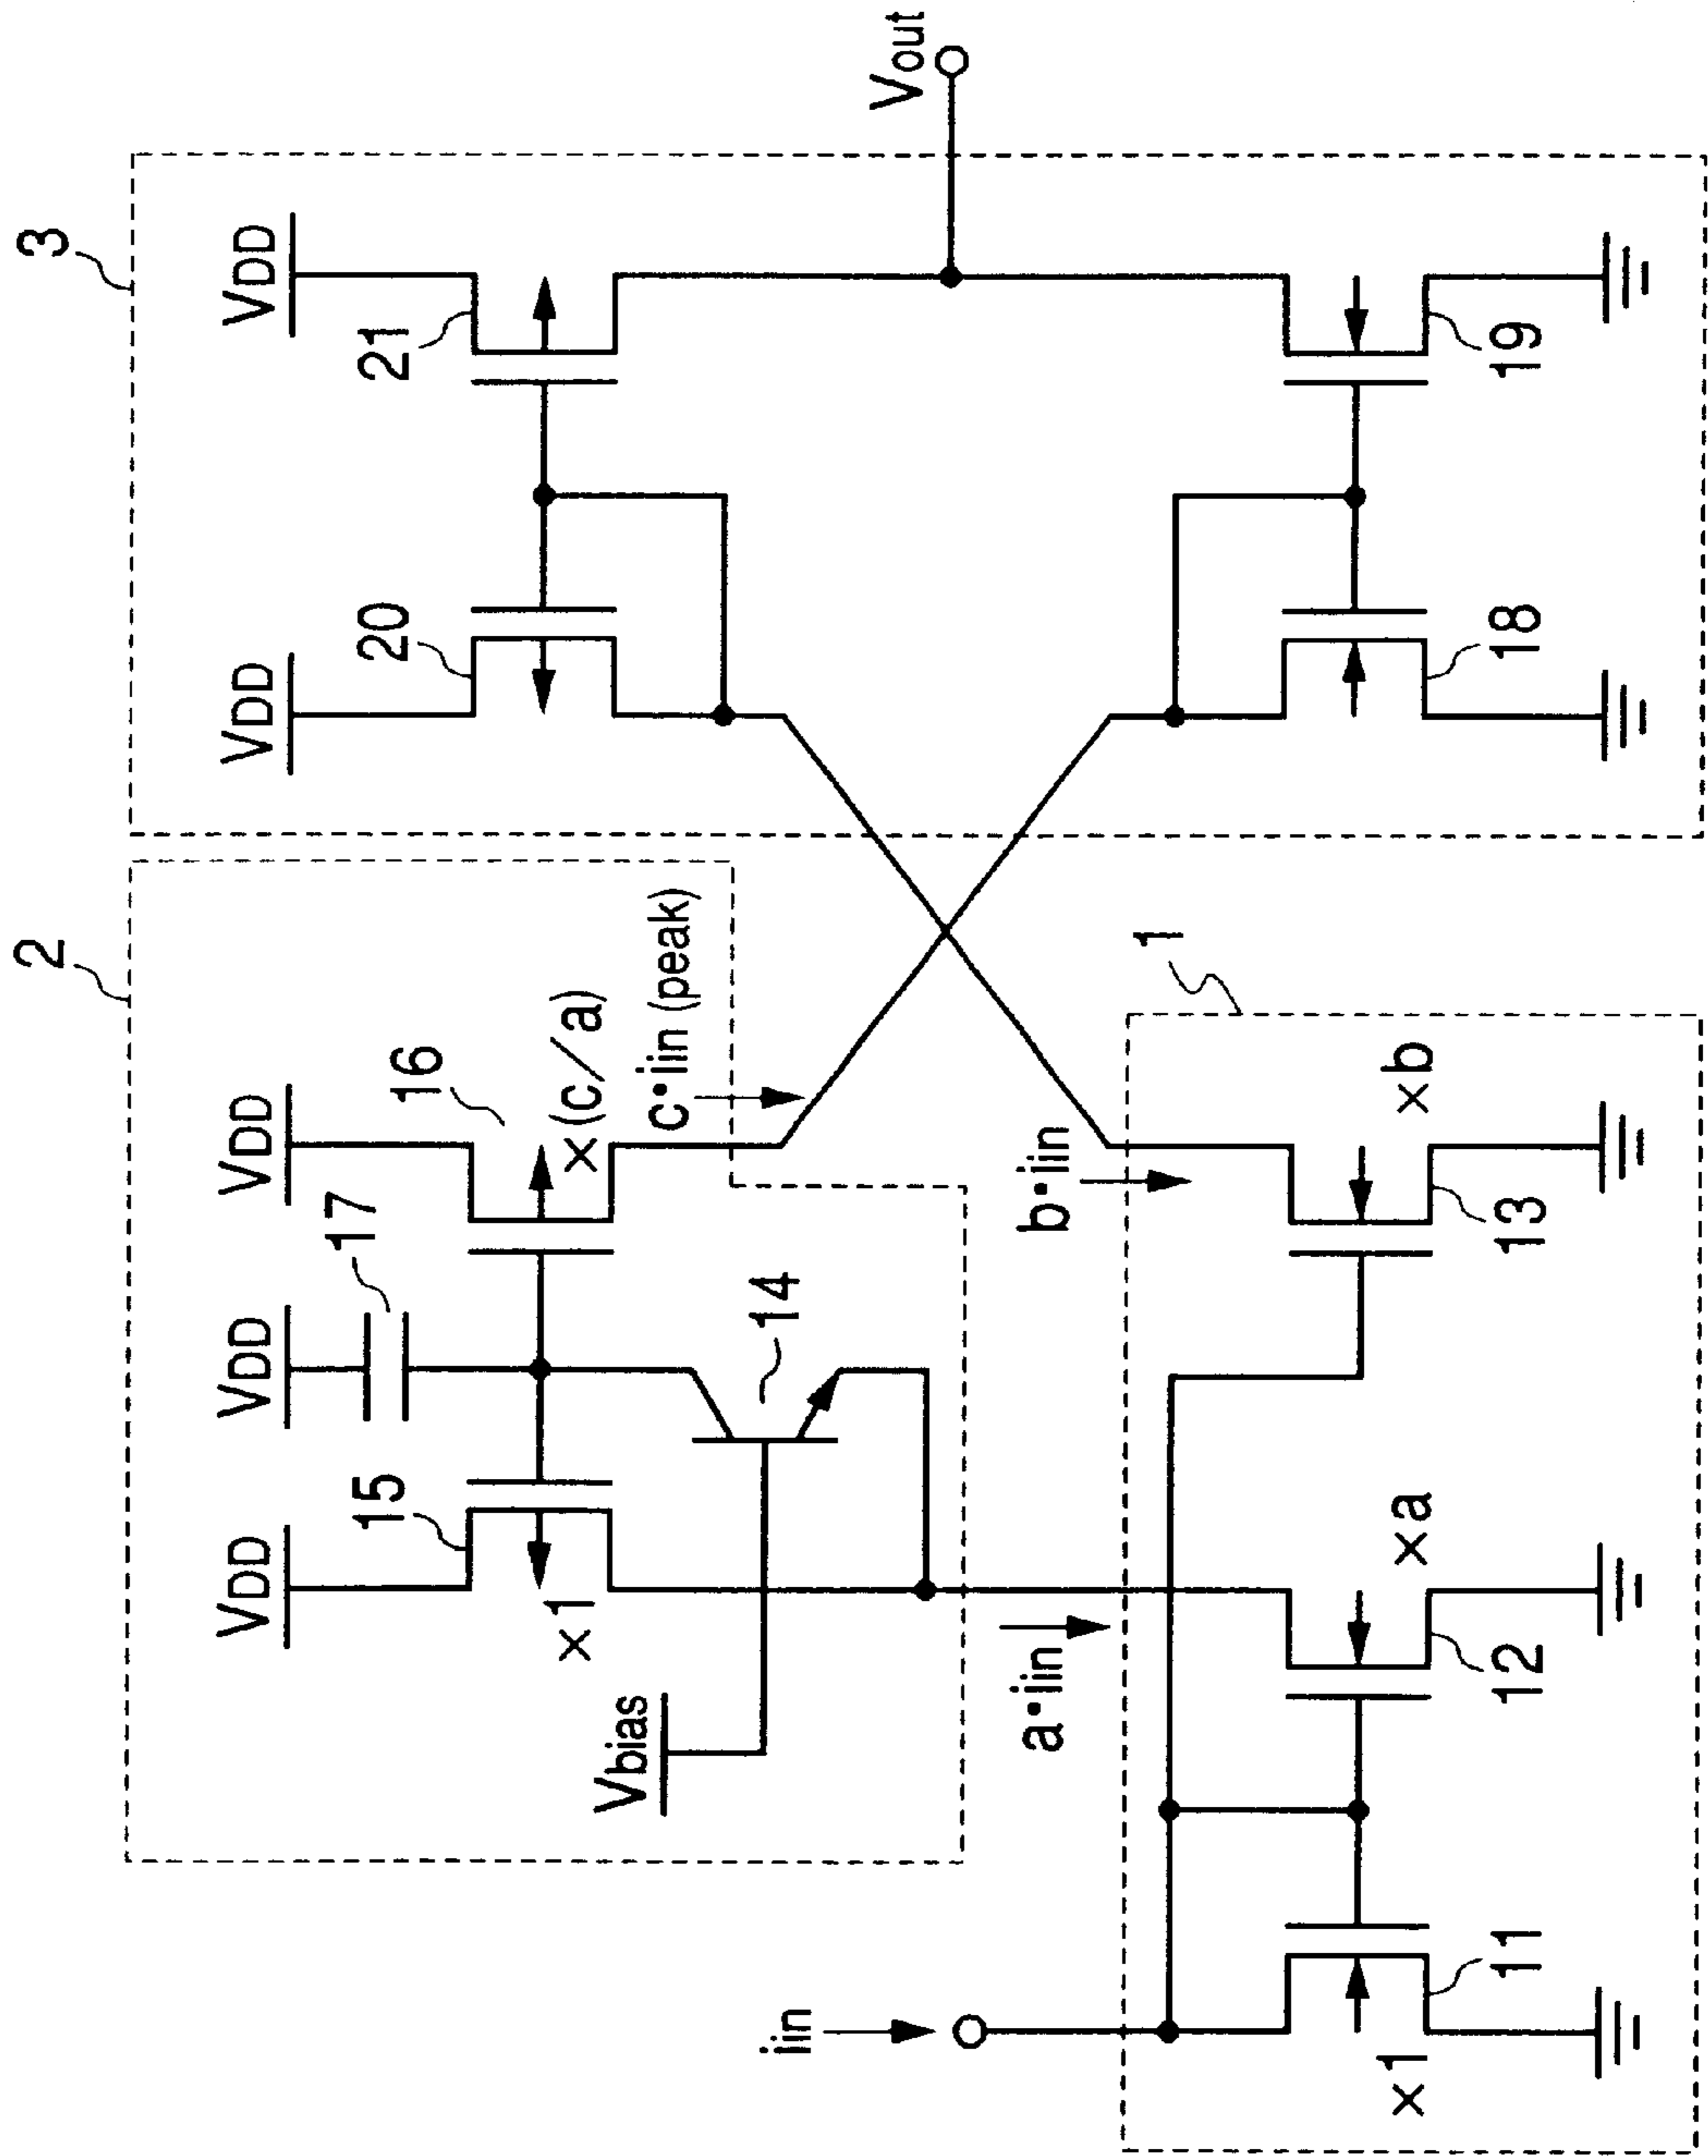 2
3
VDD
VDD
VDD
VDD
VDD
15
17
16
20
21
×1
×(c/a)
Vbias
14
c·iin (peak)
Vout
iin
a·iin
b·iin
1
×1
11
12
×a
13
×b
18
19